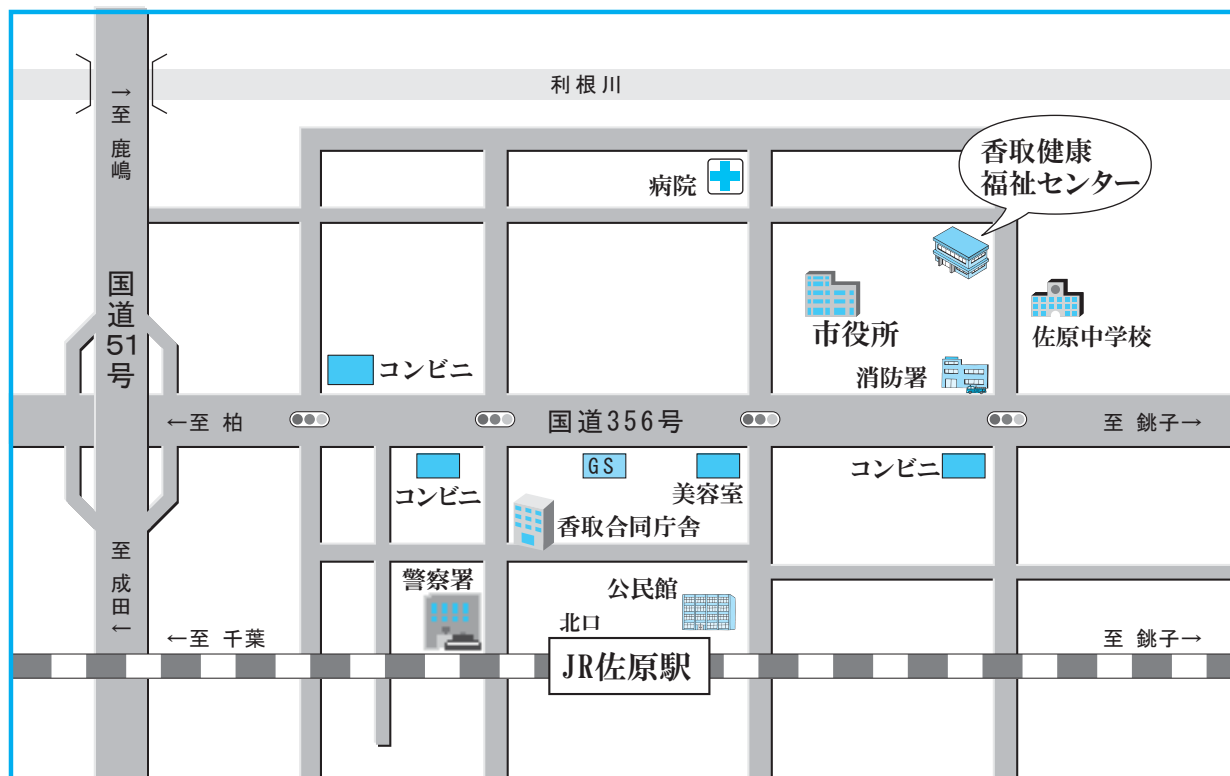 利根川
→至 鹿嶋
香取健康
福祉センター
病院
国道51号
市役所
佐原中学校
コンビニ
消防署
←至 柏
国道356号
至 銚子→
コンビニ
GS
美容室
コンビニ
香取合同庁舎
至 成田←
警察署
公民館
北口
←至 千葉
至 銚子→
JR佐原駅